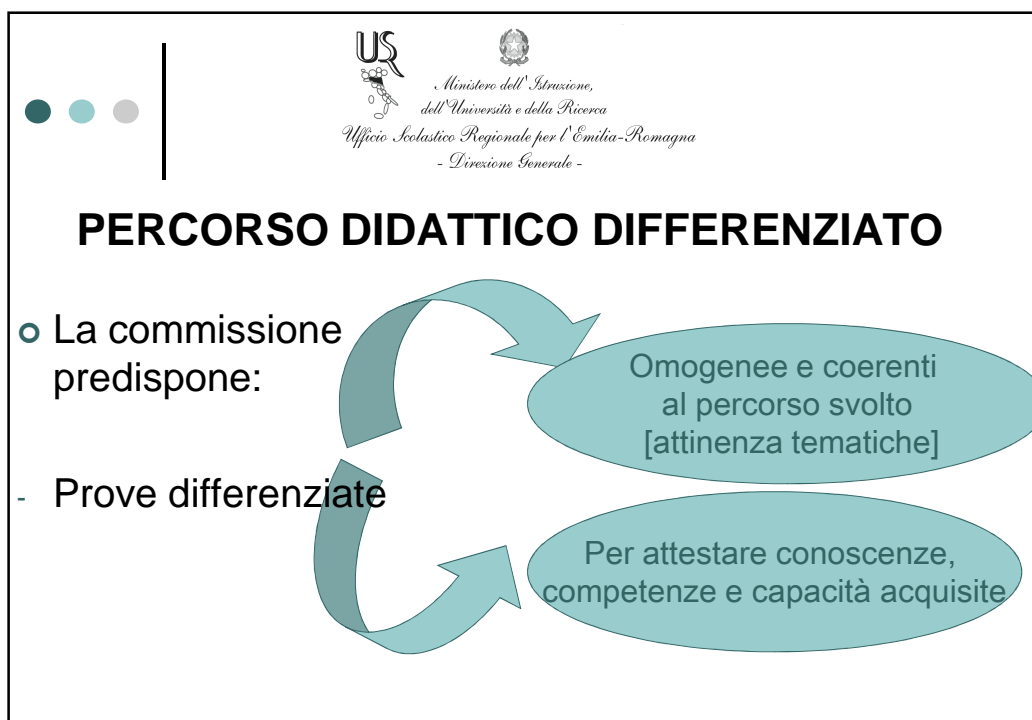 USR
Ministero dell'Istruzione,
dell'Università e della Ricerca
Ufficio Scolastico Regionale per l'Emilia-Romagna
- Direzione Generale -
PERCORSO DIDATTICO DIFFERENZIATO
La commissione
predispone:
- Prove differenziate
Omogenee e coerenti
al percorso svolto
[attinenza tematiche]
Per attestare conoscenze,
competenze e capacità acquisite